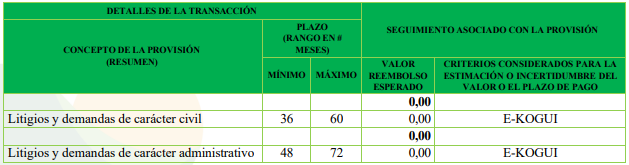 DETALLES DE LA TRANSACCIÓN
SEGUIMIENTO ASOCIADO CON LA PROVISIÓN
CONCEPTO DE LA PROVISIÓN
(RESUMEN)
PLAZO
(RANGO EN #
MESES)
MÍNIMO MÁXIMO
VALOR
REEMBOLSO
ESPERADO
CRITERIOS CONSIDERADOS PARA LA
ESTIMACIÓN O INCERTIDUMBRE DEL
VALOR O EL PLAZO DE PAGO
0,00
Litigios y demandas de carácter civil 36 60 0,00 E-KOGUI
0,00
Litigios y demandas de carácter administrativo 48 72 0,00 E-KOGUI